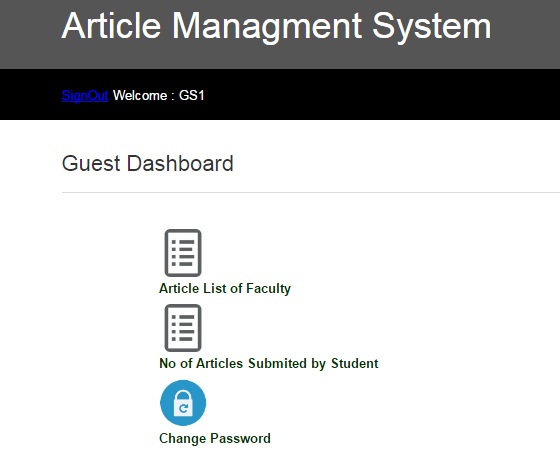 Article Managment System
SignOut Welcome : GS1
Guest Dashboard
Article List of Faculty
No of Articles Submited by Student
Change Password